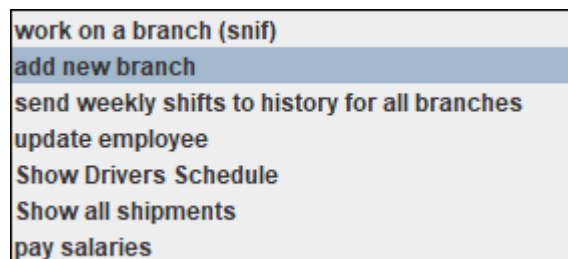 work on a branch (snif)
add new branch
send weekly shifts to history for all branches
update employee
Show Drivers Schedule
Show all shipments
pay salaries